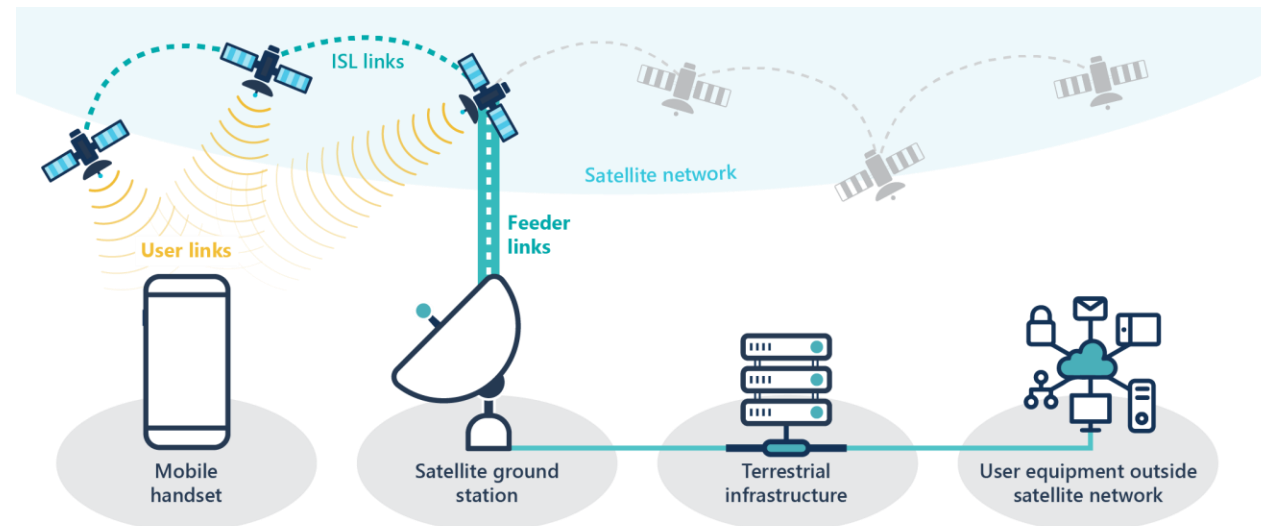 ISL links
Satellite network
Feeder
links
User links
Mobile
handset
Satellite ground
station
Terrestrial
infrastructure
User equipment outside
satellite network